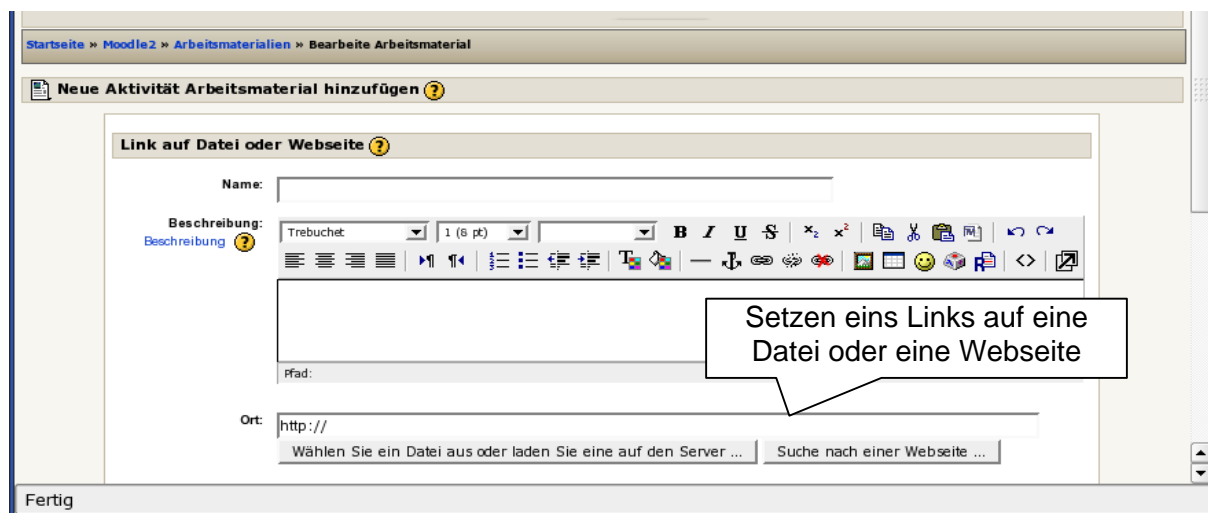 Startseite » Moodle2 » Arbeitsmaterialien » Bearbeite Arbeitsmaterial
Neue Aktivität Arbeitsmaterial hinzufügen ?
Link auf Datei oder Webseite ?
Name:
Beschreibung:
Beschreibung ?
Trebuchet 1 (8 pt) B I U S x₂ x²
Setzen eins Links auf eine
Datei oder eine Webseite
Pfad:
Ort: http://
Wählen Sie ein Datei aus oder laden Sie eine auf den Server ... Suche nach einer Webseite ...
Fertig